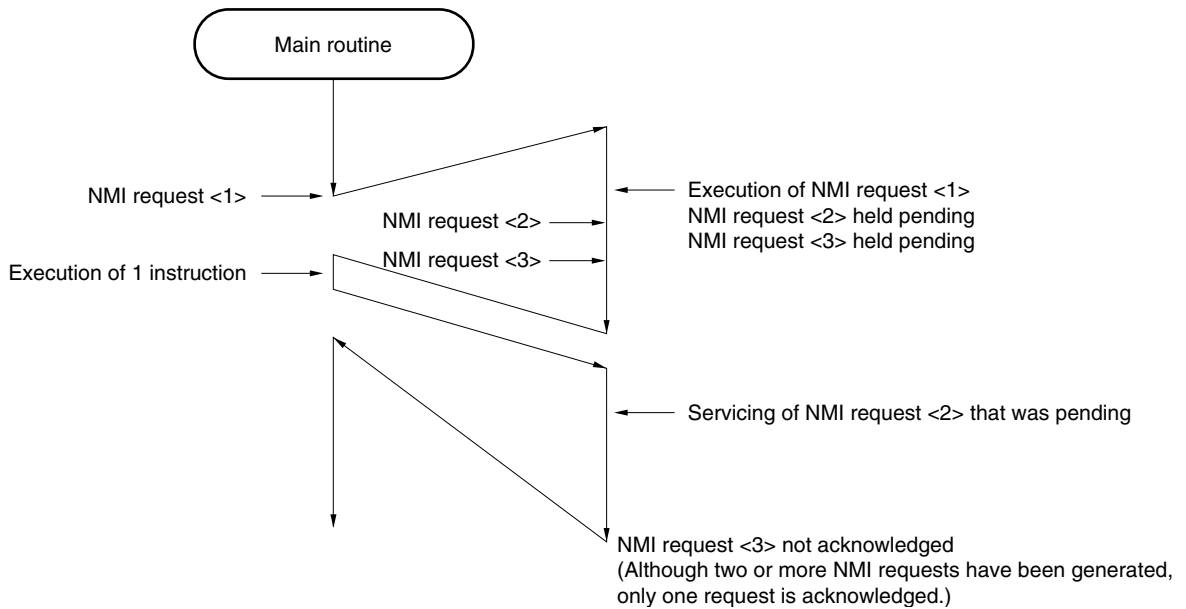 Main routine
NMI request <1>
Execution of NMI request <1>
NMI request <2> held pending
NMI request <3> held pending
NMI request <2>
NMI request <3>
Execution of 1 instruction
Servicing of NMI request <2> that was pending
NMI request <3> not acknowledged
(Although two or more NMI requests have been generated,
only one request is acknowledged.)